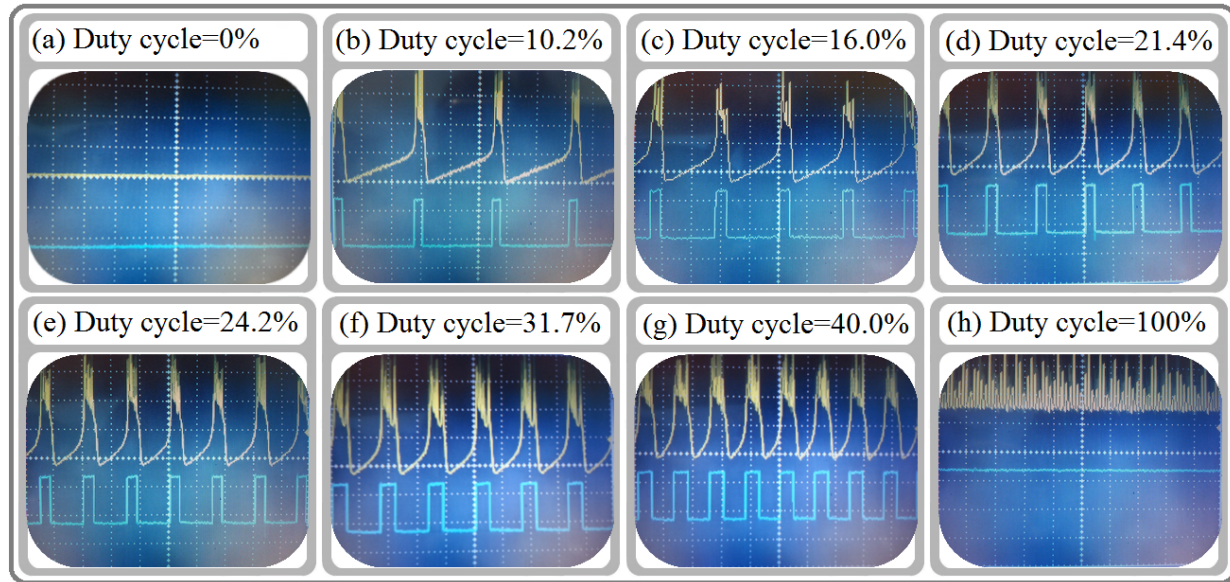 (a) Duty cycle=0%
(b) Duty cycle=10.2%
(c) Duty cycle=16.0%
(d) Duty cycle=21.4%
(e) Duty cycle=24.2%
(f) Duty cycle=31.7%
(g) Duty cycle=40.0%
(h) Duty cycle=100%